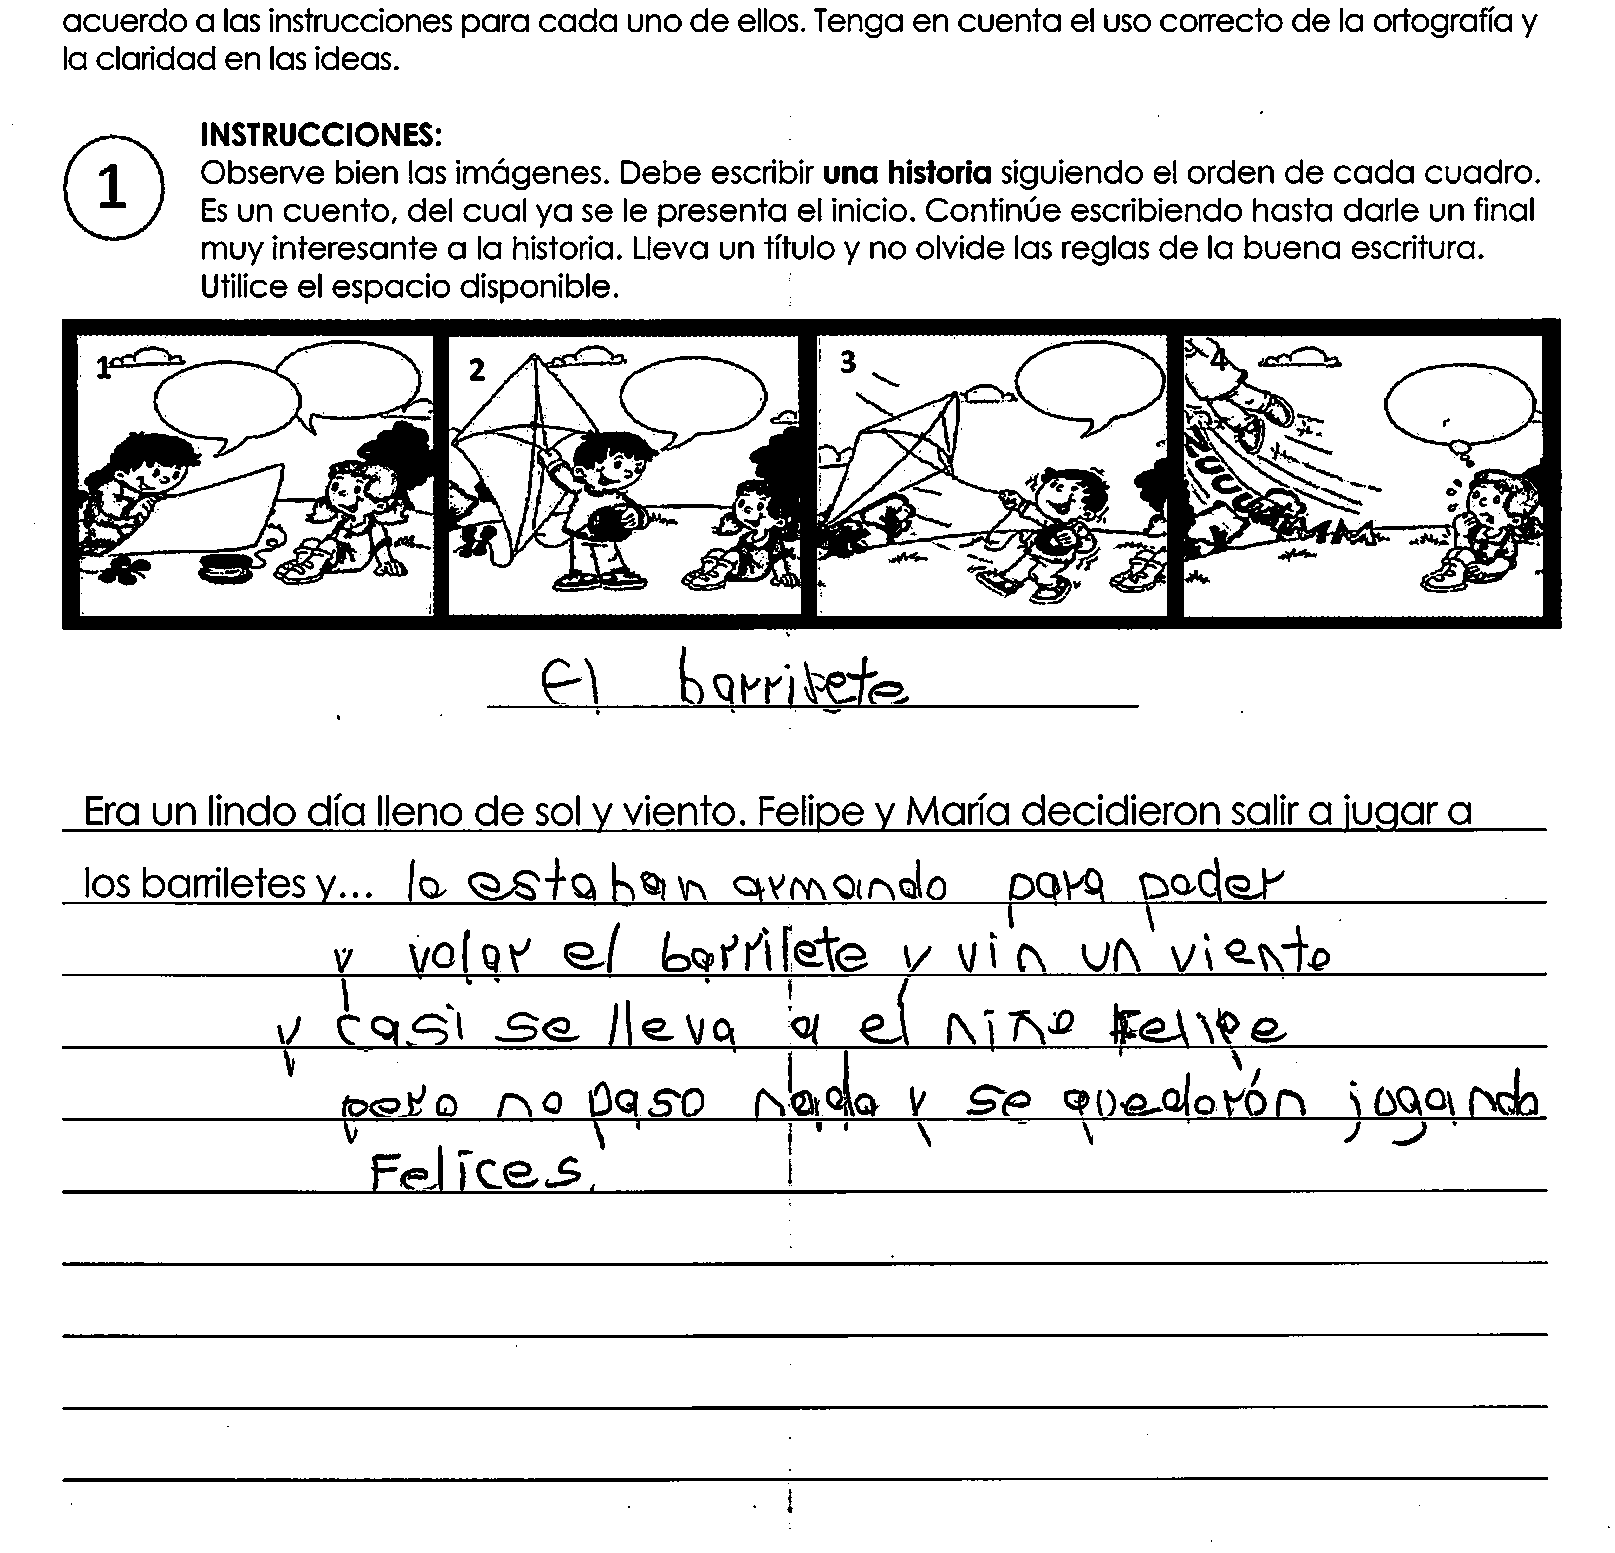 acuerdo a las instrucciones para cada uno de ellos. Tenga en cuenta el uso correcto de la ortografía y
la claridad en las ideas.
1
INSTRUCCIONES:
Observe bien las imágenes. Debe escribir una historia siguiendo el orden de cada cuadro.
Es un cuento, del cual ya se le presenta el inicio. Continúe escribiendo hasta darle un final
muy interesante a la historia. Lleva un título y no olvide las reglas de la buena escritura.
Utilice el espacio disponible.
1 2 3 4
El barrilete
Era un lindo día lleno de sol y viento. Felipe y María decidieron salir a jugar a
los barriletes y... lo estaban armando para poder
y volar el barrilete y vin un viento
y casi se lleva a el niño Felipe
pero no paso nada y se quedarón jugando
Felices.